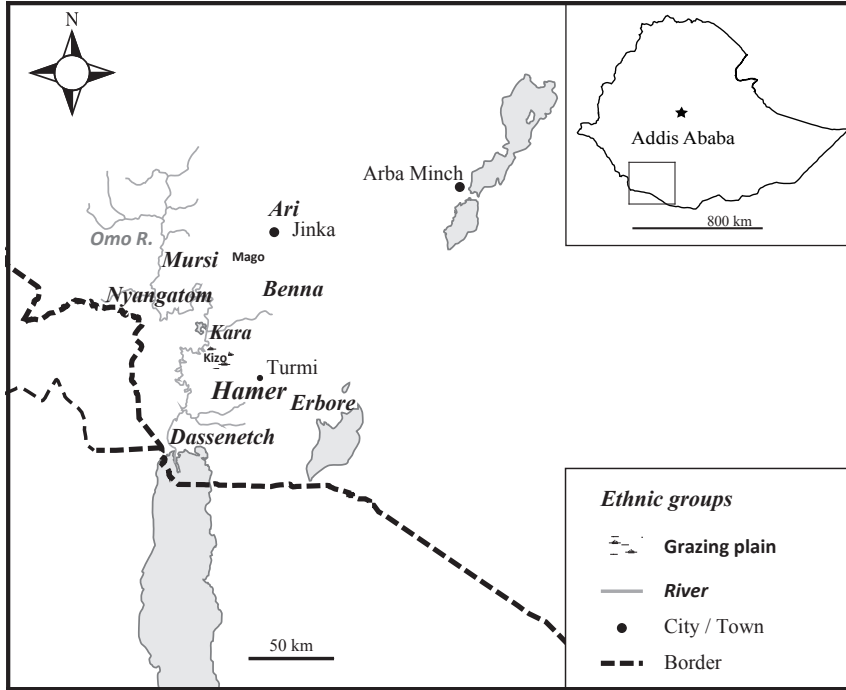 N
Addis Ababa
800 km
Arba Minch
Ari
Jinka
Omo R.
Mursi
Mago
Nyangatom
Benna
Kara
Kizo
Turmi
Hamer
Erbore
Dassenetch
50 km
Ethnic groups
Grazing plain
River
City / Town
Border